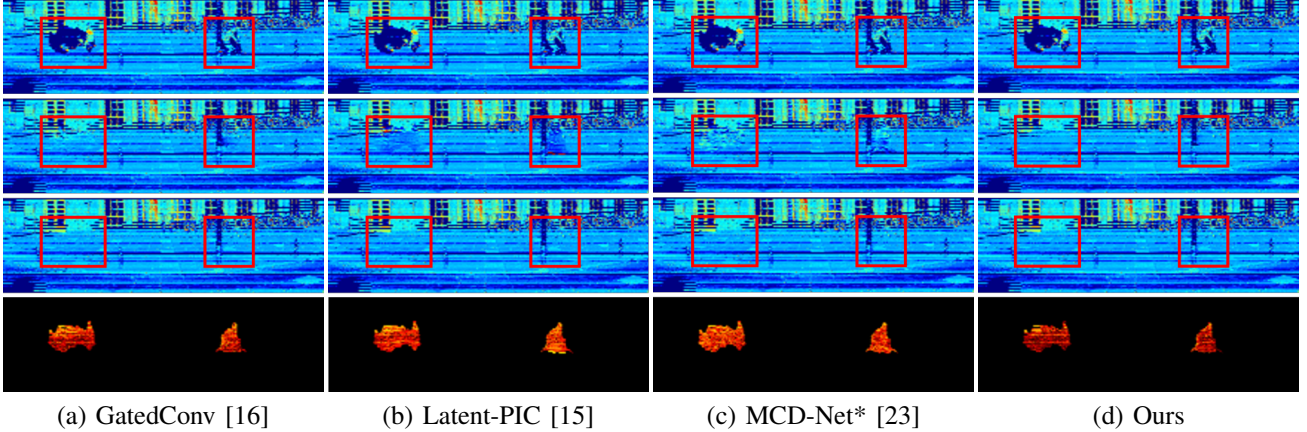 (a) GatedConv [16] (b) Latent-PIC [15] (c) MCD-Net* [23] (d) Ours